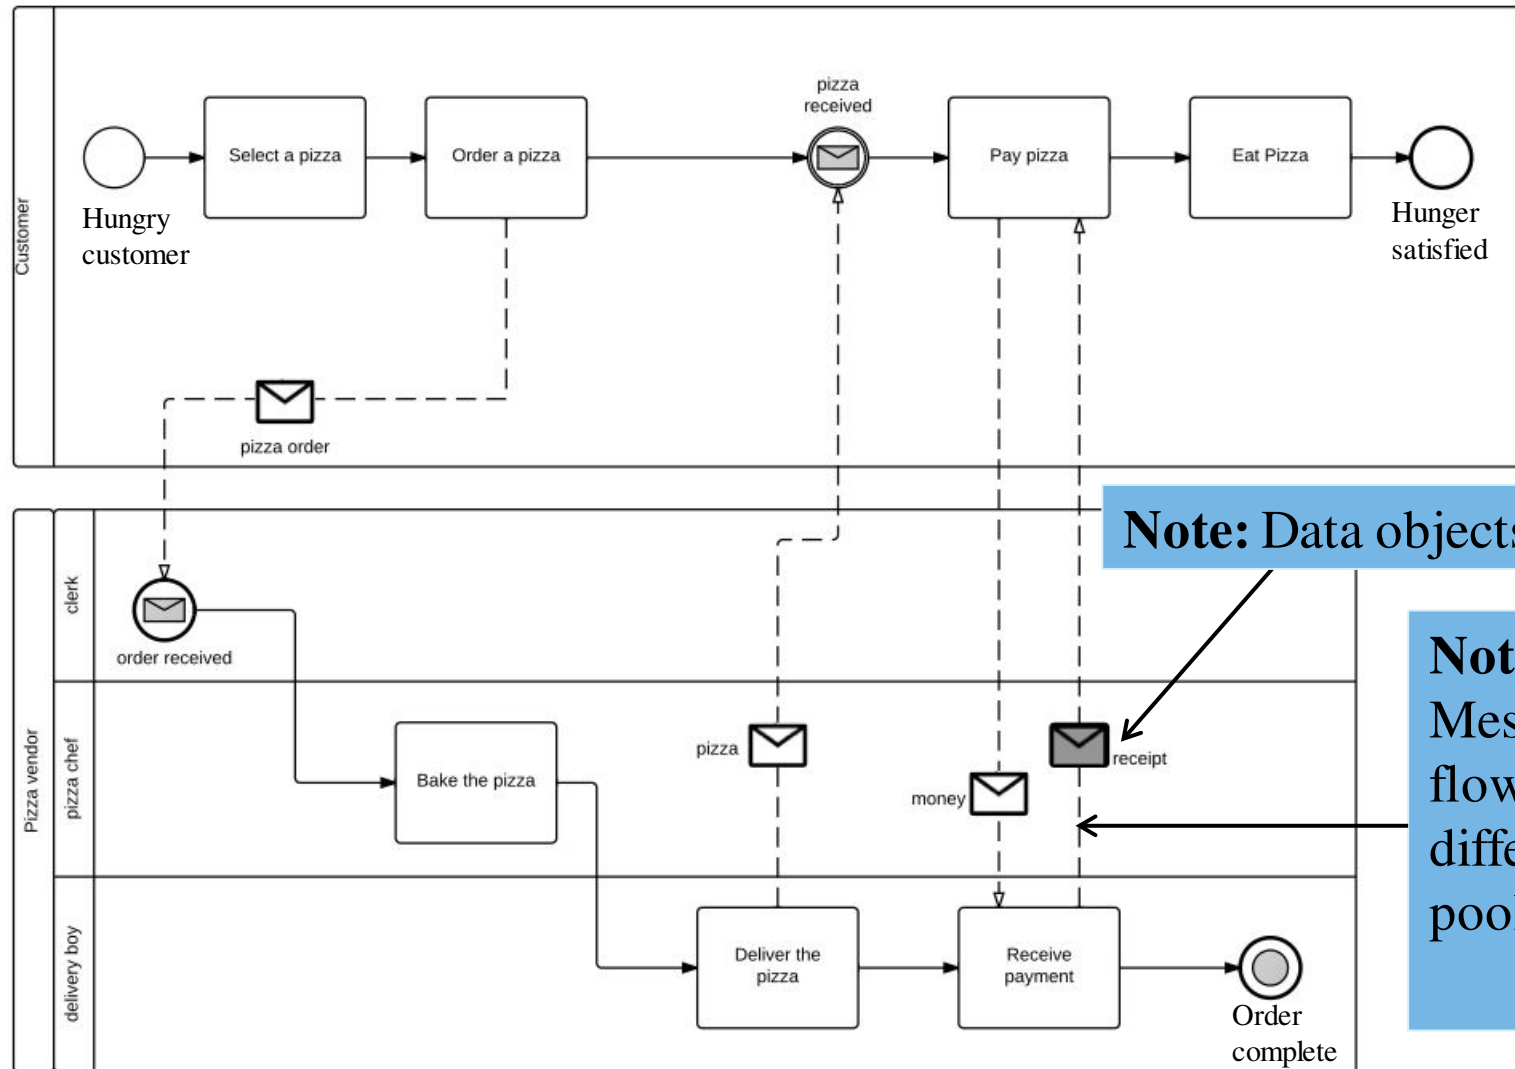 Customer
pizza
received
Select a pizza
Order a pizza
Pay pizza
Eat Pizza
Hungry
customer
Hunger
satisfied
pizza order
Note: Data objects
Pizza vendor
clerk
order received
Not
Mes
flow
diffe
pool
pizza chef
Bake the pizza
pizza
receipt
money
delivery boy
Deliver the
pizza
Receive
payment
Order
complete